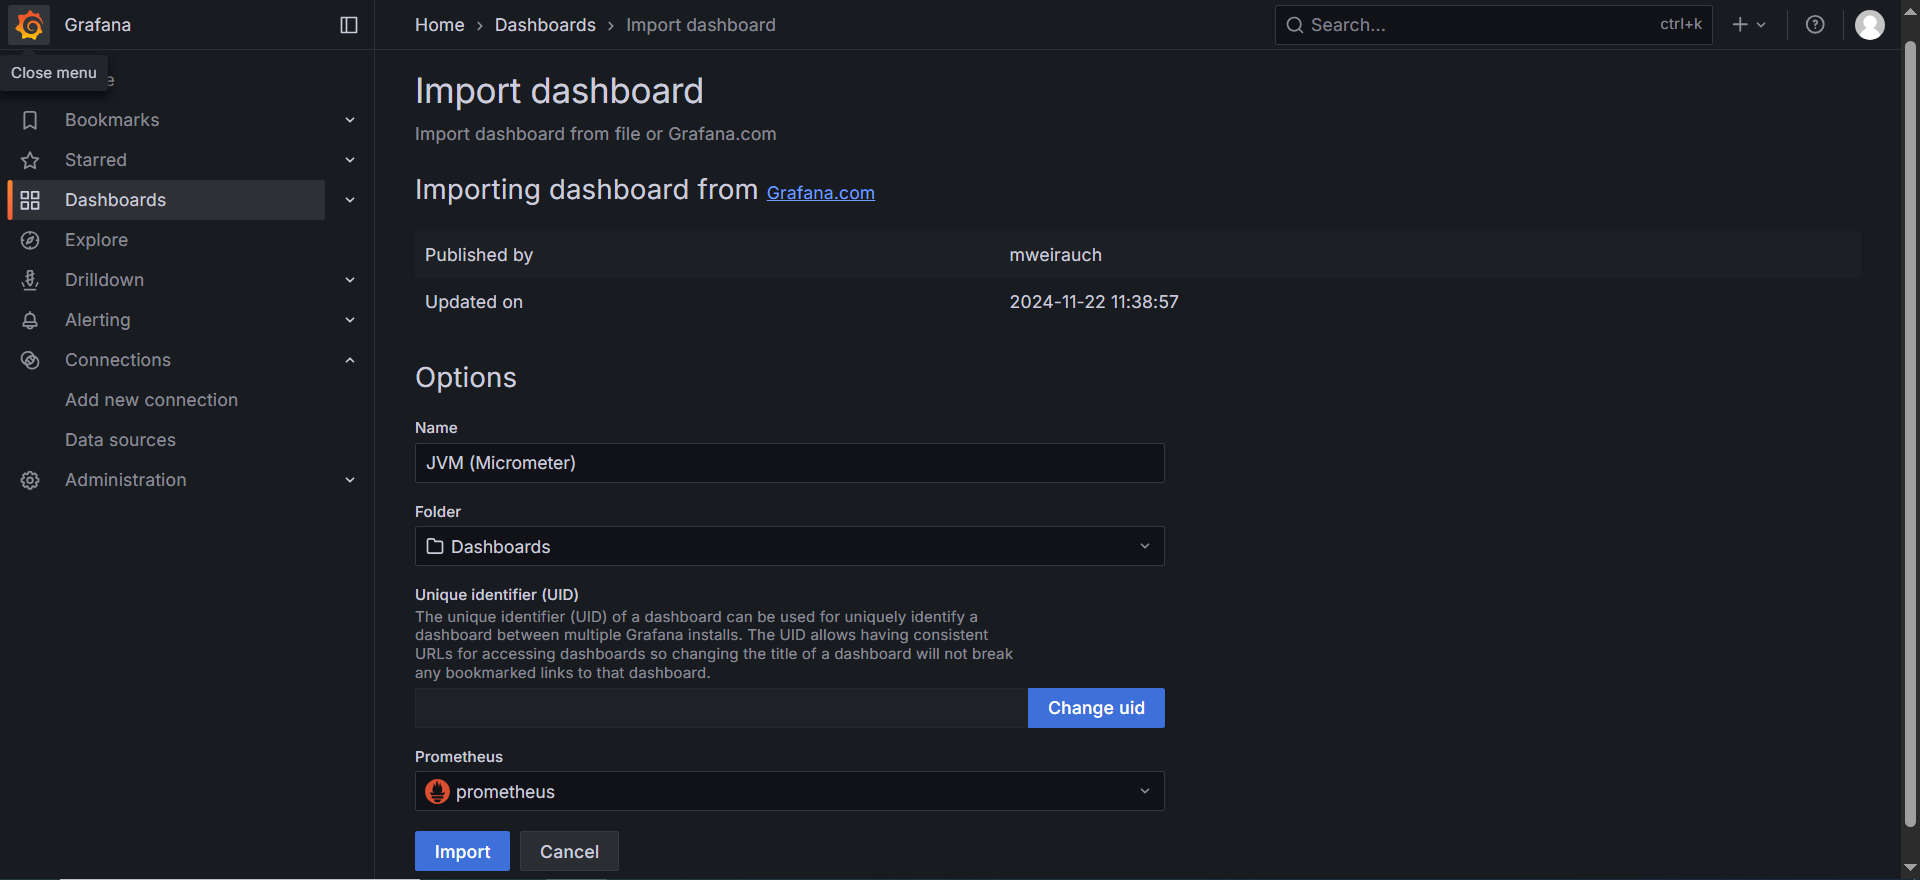 Grafana
Home › Dashboards › Import dashboard
Search...
ctrl+k
Close menu
e
Bookmarks
Starred
Dashboards
Explore
Drilldown
Alerting
Connections
Add new connection
Data sources
Administration
Import dashboard
Import dashboard from file or Grafana.com
Importing dashboard from Grafana.com
Published by mweirauch
Updated on 2024-11-22 11:38:57
Options
Name
JVM (Micrometer)
Folder
Dashboards
Unique identifier (UID)
The unique identifier (UID) of a dashboard can be used for uniquely identify a
dashboard between multiple Grafana installs. The UID allows having consistent
URLs for accessing dashboards so changing the title of a dashboard will not break
any bookmarked links to that dashboard.
Change uid
Prometheus
prometheus
Import
Cancel